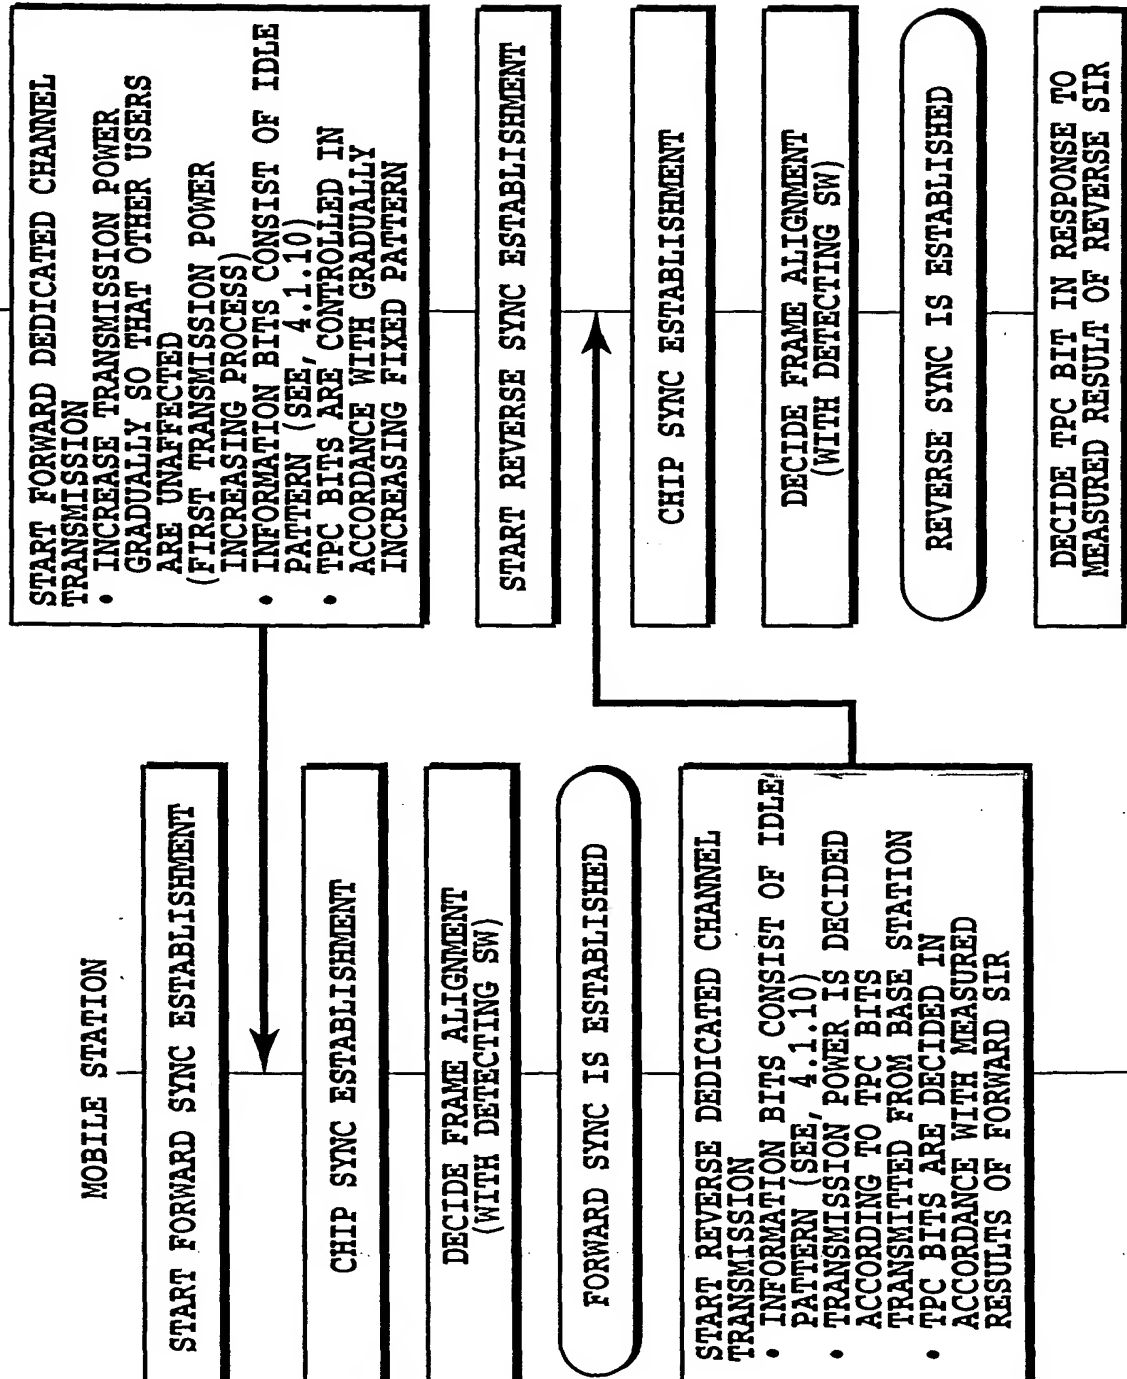 MOBILE STATION
START FORWARD SYNC ESTABLISHMENT
CHIP SYNC ESTABLISHMENT
DECIDE FRAME ALIGNMENT
(WITH DETECTING SW)
FORWARD SYNC IS ESTABLISHED
START REVERSE DEDICATED CHANNEL
TRANSMISSION
• INFORMATION BITS CONSIST OF IDLE
PATTERN (SEE, 4.1.10)
• TRANSMISSION POWER IS DECIDED
ACCORDING TO TPC BITS
TRANSMITTED FROM BASE STATION
• TPC BITS ARE DECIDED IN
ACCORDANCE WITH MEASURED
RESULTS OF FORWARD SIR
START FORWARD DEDICATED CHANNEL
TRANSMISSION
• INCREASE TRANSMISSION POWER
GRADUALLY SO THAT OTHER USERS
ARE UNAFFECTED
(FIRST TRANSMISSION POWER
INCREASING PROCESS)
• INFORMATION BITS CONSIST OF IDLE
PATTERN (SEE, 4.1.10)
• TPC BITS ARE CONTROLLED IN
ACCORDANCE WITH GRADUALLY
INCREASING FIXED PATTERN
START REVERSE SYNC ESTABLISHMENT
CHIP SYNC ESTABLISHMENT
DECIDE FRAME ALIGNMENT
(WITH DETECTING SW)
REVERSE SYNC IS ESTABLISHED
DECIDE TPC BIT IN RESPONSE TO
MEASURED RESULT OF REVERSE SIR